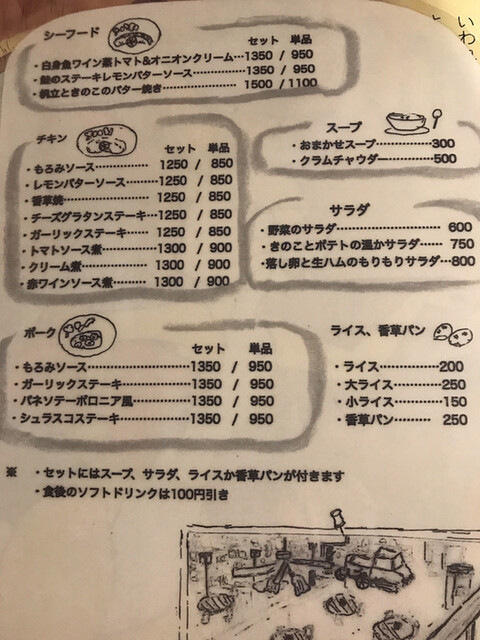 シーフード
セット 単品
・白身魚ワイン蒸トマト&オニオンクリーム…1350 / 950
・鮭のステーキレモンバターソース……………1350 / 950
・帆立ときのこのバター焼き……………………1500 / 1100
チキン
セット 単品
・もろみソース……………1250 / 850
・レモンバターソース……1250 / 850
・香草焼……………………1250 / 850
・チーズグラタンステーキ…1250 / 850
・ガーリックステーキ……1250 / 850
・トマトソース煮…………1300 / 900
・クリーム煮………………1300 / 900
・赤ワインソース煮………1300 / 900
スープ
・おまかせスープ……………300
・クラムチャウダー…………500
サラダ
・野菜のサラダ………………………600
・きのことポテトの温かサラダ……750
・落し卵と生ハムのもりもりサラダ…800
ポーク
セット 単品
・もろみソース………………1350 / 950
・ガーリックステーキ………1350 / 950
・パネソテーボロニア風……1350 / 950
・シュラスコステーキ………1350 / 950
ライス、香草パン
・ライス…………200
・大ライス………250
・小ライス………150
・香草パン……… 250
※ ・セットにはスープ、サラダ、ライスか香草パンが付きます
・食後のソフトドリンクは100円引き